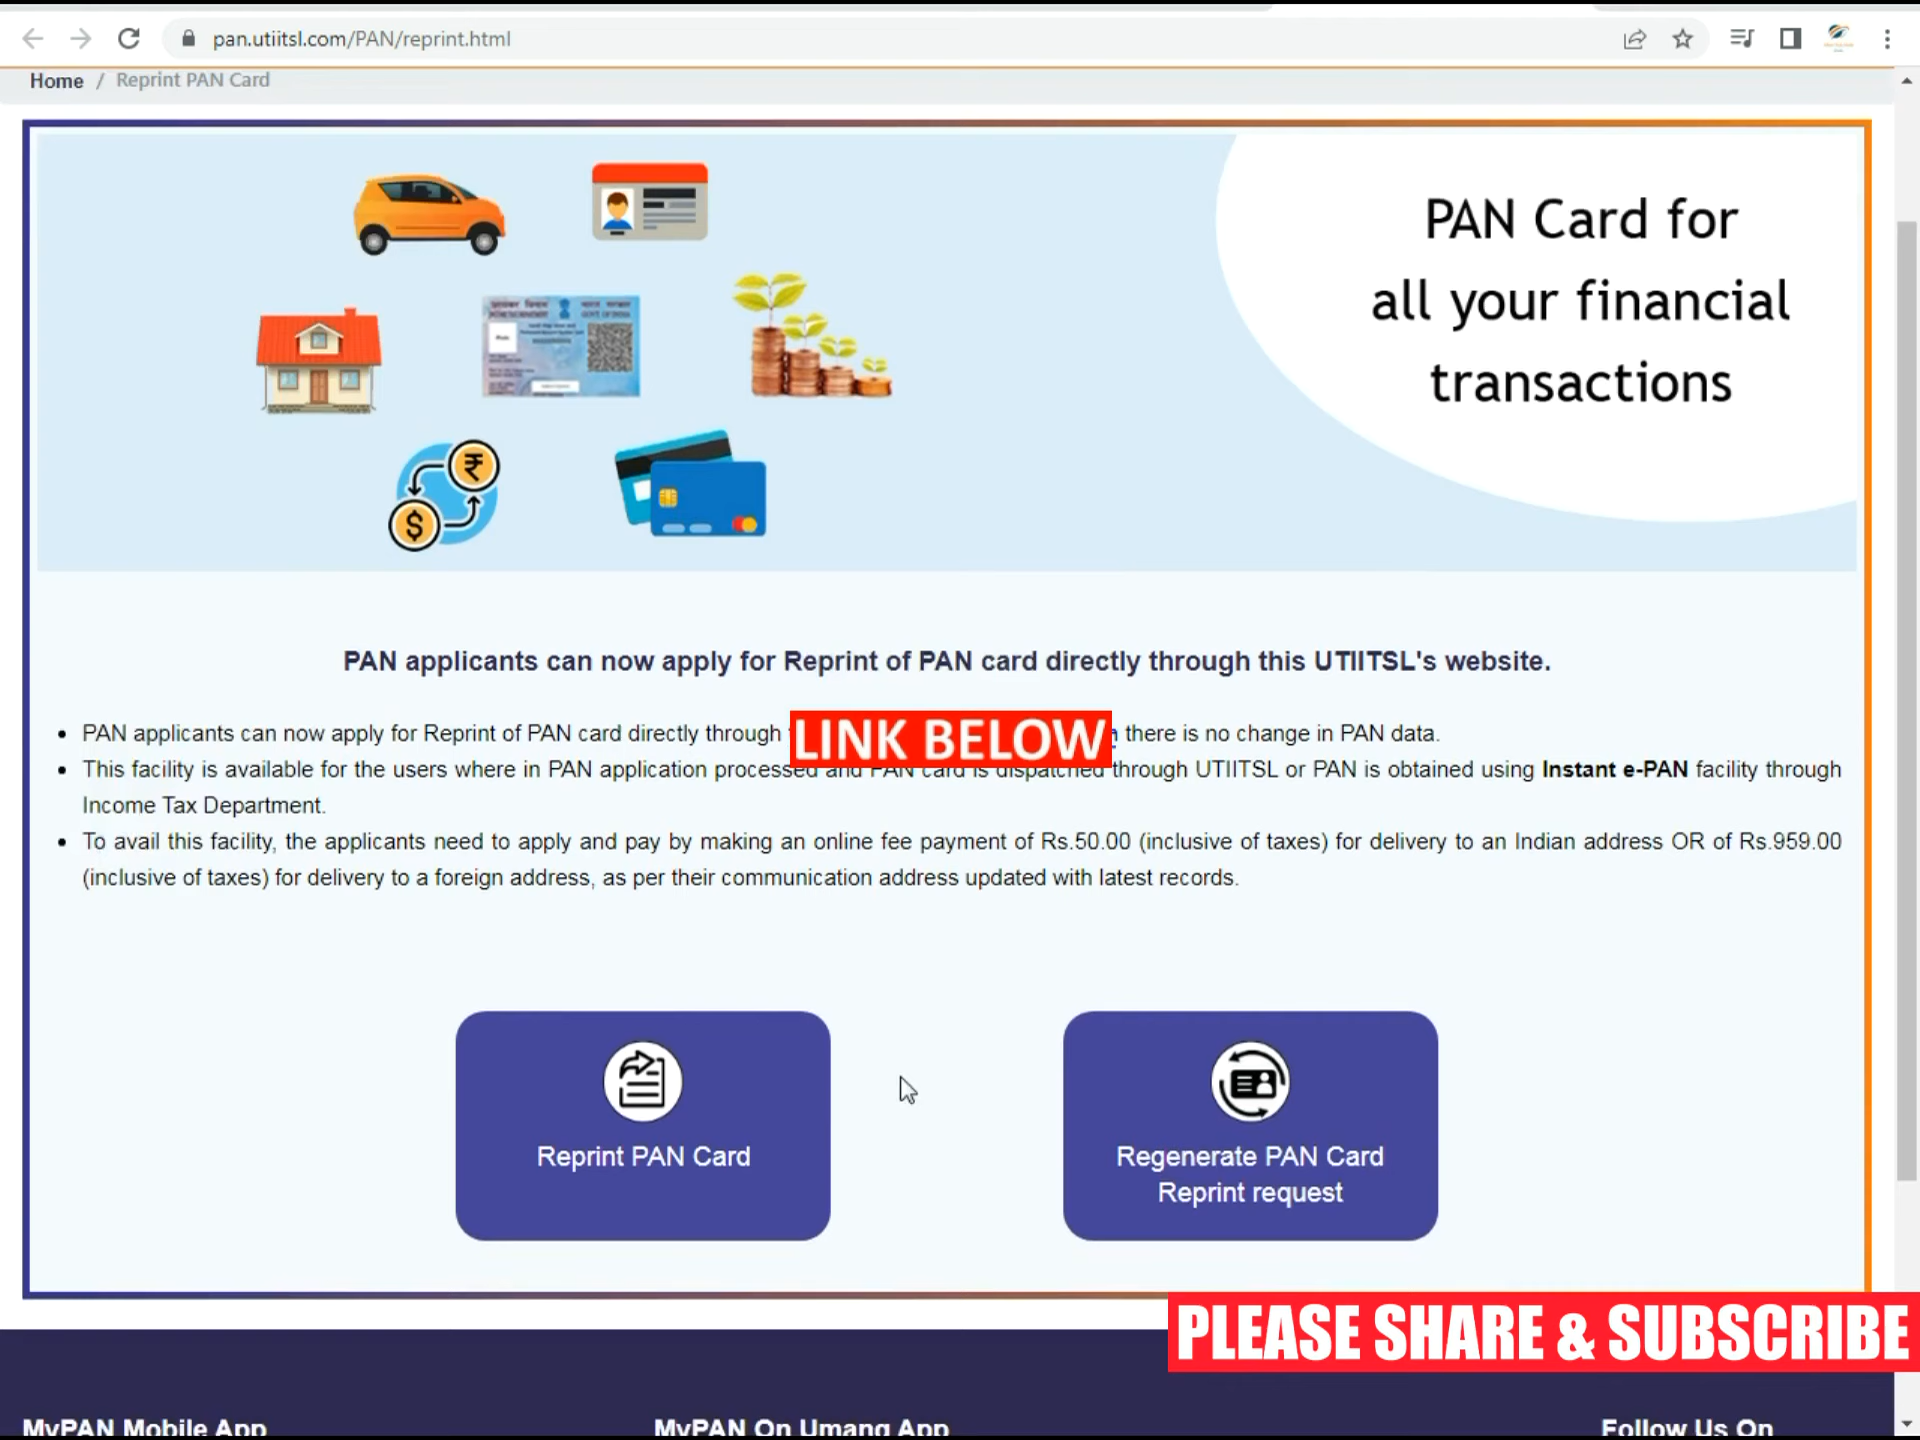 pan.utiitsl.com/PAN/reprint.html
Home / Reprint PAN Card
PAN Card for
all your financial
transactions
PAN applicants can now apply for Reprint of PAN card directly through this UTIITSL's website.
• PAN applicants can now apply for Reprint of PAN card directly through there is no change in PAN data.
LINK BELOW
• This facility is available for the users where in PAN application processed and PAN card is dispatched through UTIITSL or PAN is obtained using Instant e-PAN facility through
Income Tax Department.
• To avail this facility, the applicants need to apply and pay by making an online fee payment of Rs.50.00 (inclusive of taxes) for delivery to an Indian address OR of Rs.959.00
(inclusive of taxes) for delivery to a foreign address, as per their communication address updated with latest records.
Reprint PAN Card
Regenerate PAN Card
Reprint request
PLEASE SHARE & SUBSCRIBE
MyPAN Mobile App
MyPAN On Umang App
Follow Us On